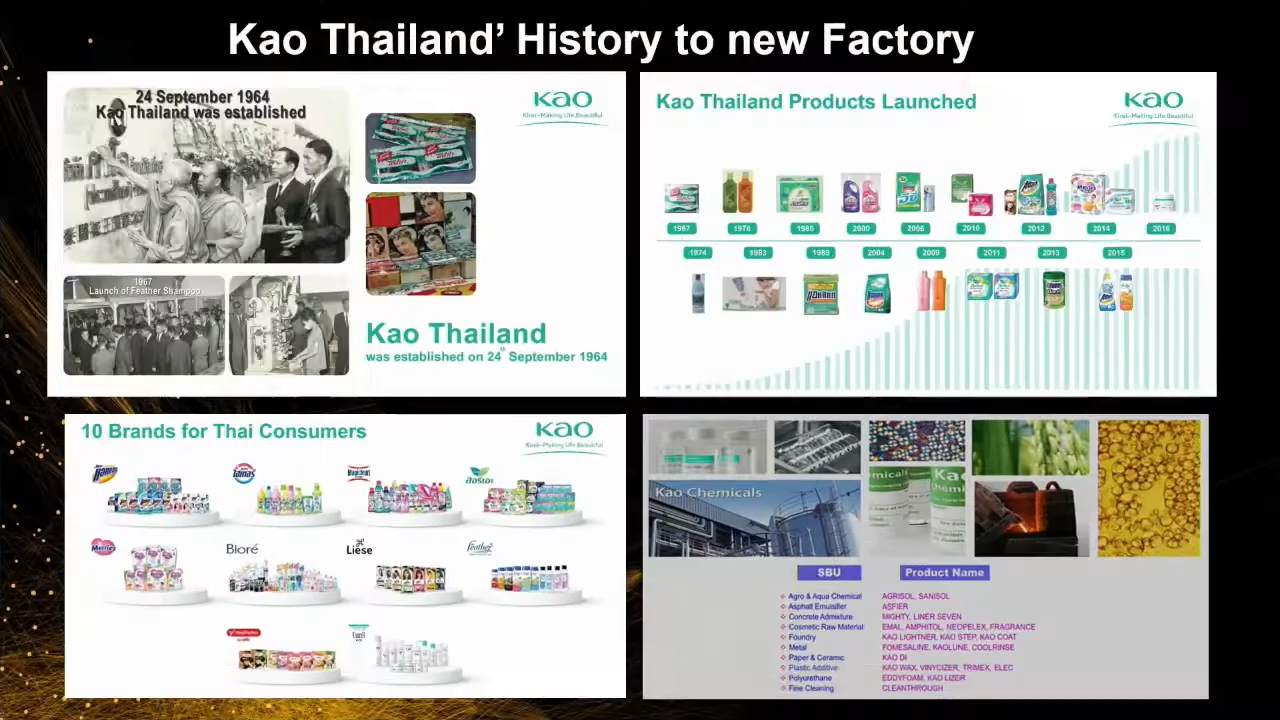 Kao Thailand’ History to new Factory
24 September 1964
Kao Thailand was established
1967
Launch of Feather Shampoo
Kao
Kirei—Making Life Beautiful
Kao Thailand
was established on 24th September 1964
Kao Thailand Products Launched
Kao
Kirei—Making Life Beautiful
1967 1976 1985 2000 2006 2010 2012 2014 2016
1974 1983 1989 2004 2009 2011 2013 2015
10 Brands for Thai Consumers
Kao
Kirei—Making Life Beautiful
Merries
Bioré
Liese
feather
Kao Chemicals
SBU Product Name
Agro & Aqua Chemical AGRISOL, SANISOL
Asphalt Emulsifier ASFIER
Concrete Admixture MIGHTY, LINER SEVEN
Cosmetic Raw Material EMAL, AMPHITOL, NEOPELEX, FRAGRANCE
Foundry KAO LIGHTNER, KAO STEP, KAO COAT
Metal FOMESALINE, KAOLUNE, COOLRINSE
Paper & Ceramic KAO DI
Plastic Additive KAO WAX, VINYCIZER, TRIMEX, ELEC
Polyurethane EDDYFOAM, KAO LIZEIR
Fine Cleaning CLEANTHROUGH